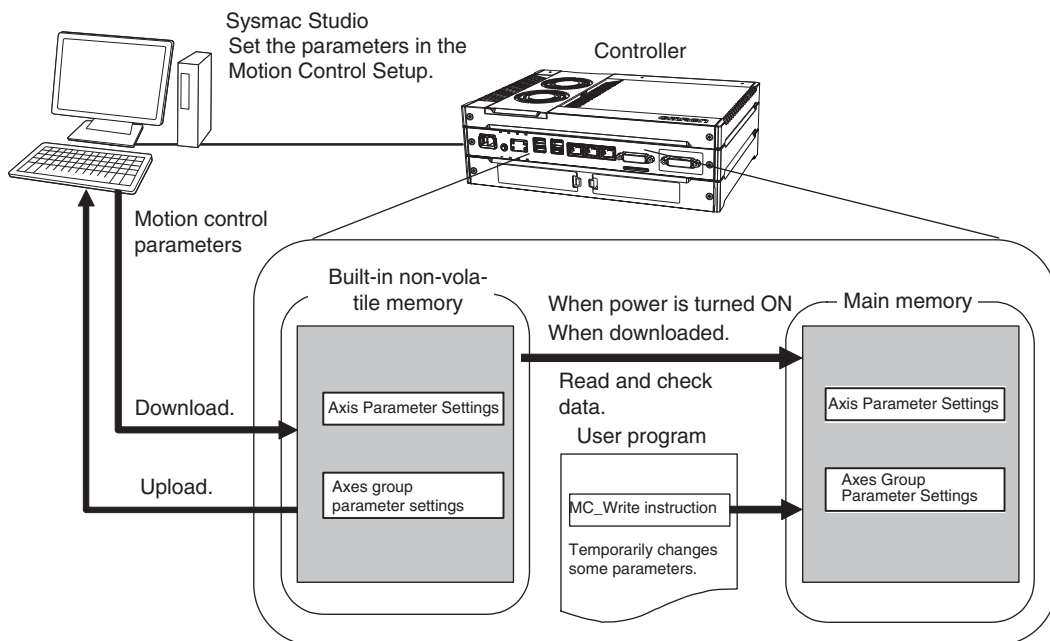 Sysmac Studio
Set the parameters in the
Motion Control Setup.
Controller
OMRON
Motion control
parameters
Built-in non-vola-
tile memory
When power is turned ON
When downloaded.
Main memory
Read and check
data.
Axis Parameter Settings
Axis Parameter Settings
Download.
User program
Upload.
Axes group
parameter settings
Axes Group
Parameter Settings
MC_Write instruction
Temporarily changes
some parameters.